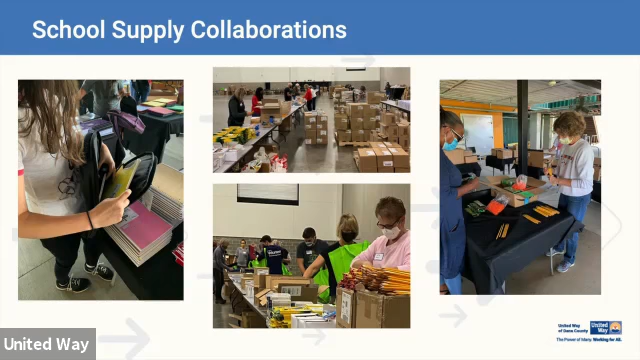 School Supply Collaborations
United Way
United Way
of Dane County
United
Way
The Power of Many. Working for All.